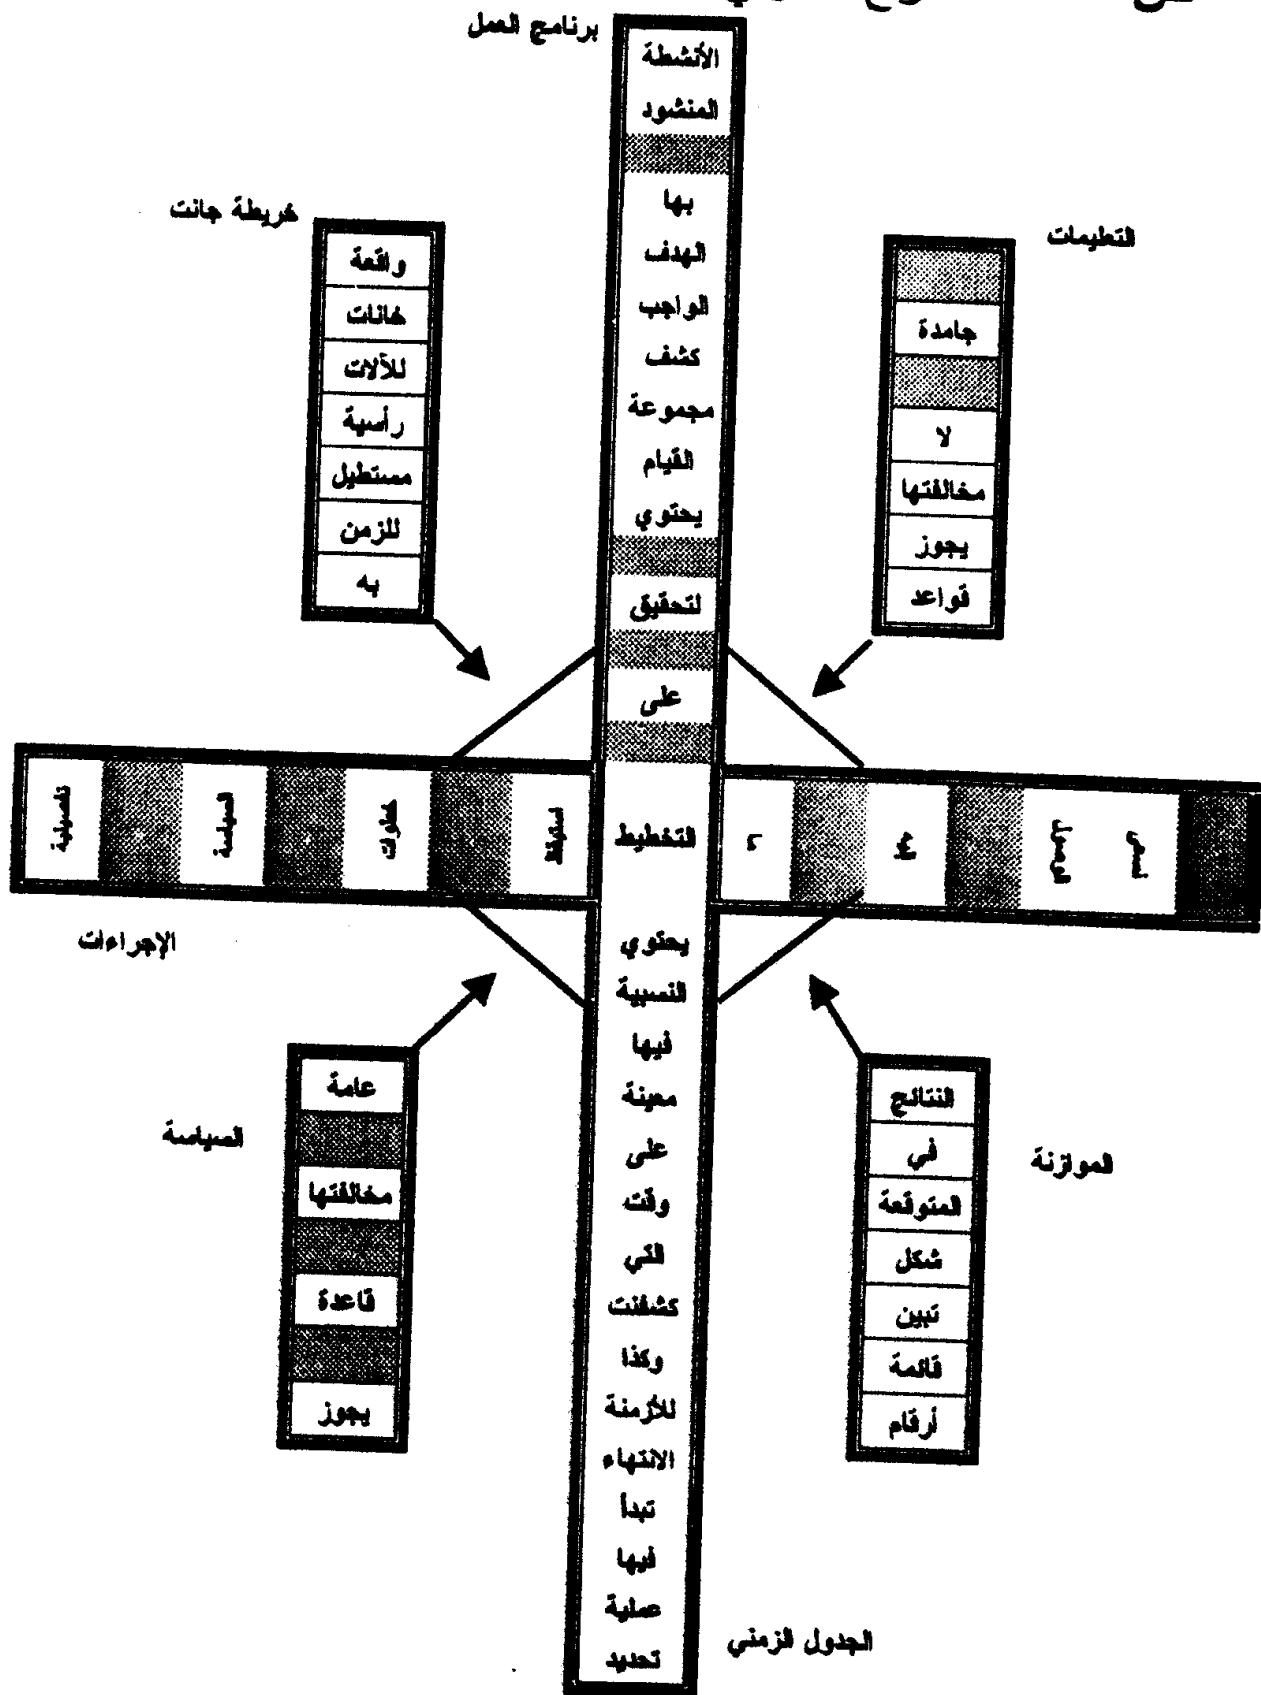 برنامج العمل
الأنشطة
المنشود
بها
الهدف
الواجب
كشف
مجموعة
القيام
يحتوي
لتحقيق
على
التخطيط
يحتوي
النسبية
فيها
معينة
على
وقت
التي
كشفنت
وكذا
للأزمنة
الانتهاء
تبدأ
فيها
عملية
تحديد
الجدول الزمني
التعليمات
جامدة
لا
مخالفتها
يجوز
قواعد
خريطة جانت
واقعة
خانات
للآلات
رأسية
مستطيل
للزمن
به
خطوات
السياسة
تفصيلية
الإجراءات
الموازنة
النتائج
في
المتوقعة
شكل
تبين
قائمة
أرقام
السياسة
عامة
مخالفتها
قاعدة
يجوز